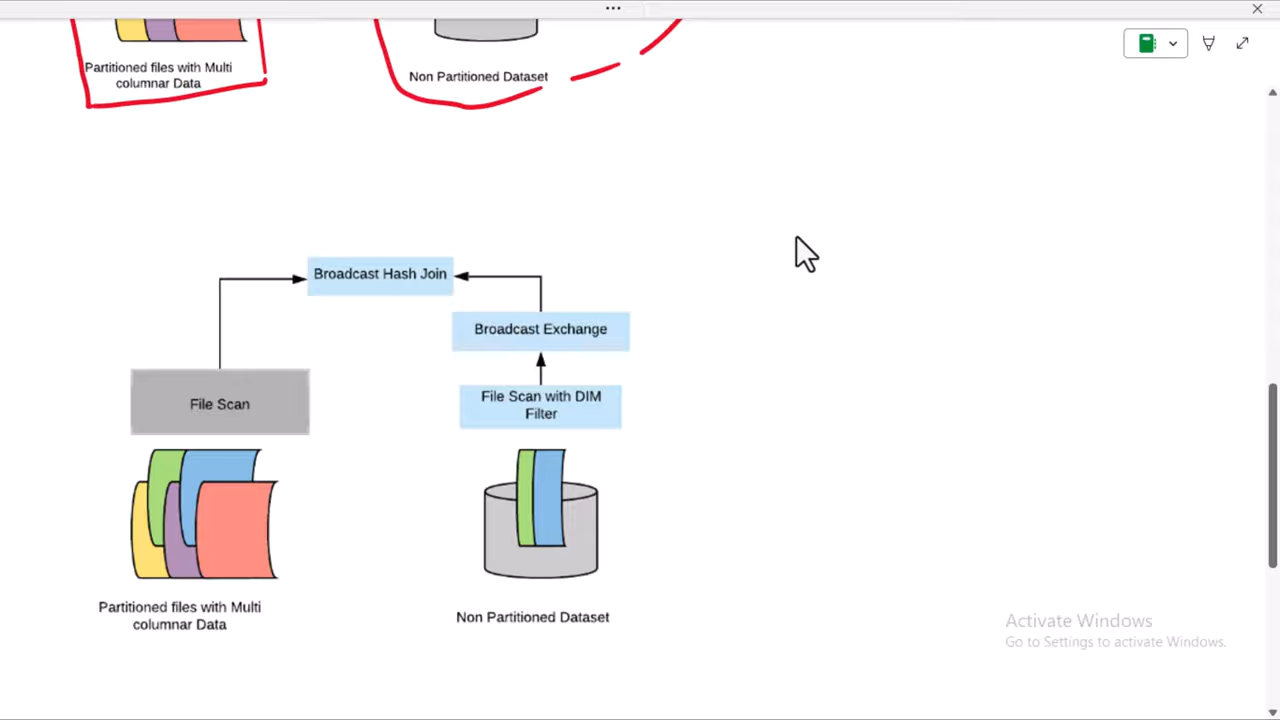 Partitioned files with Multi
columnar Data
Non Partitioned Dataset
Broadcast Hash Join
Broadcast Exchange
File Scan
File Scan with DIM
Filter
Partitioned files with Multi
columnar Data
Non Partitioned Dataset
Activate Windows
Go to Settings to activate Windows.